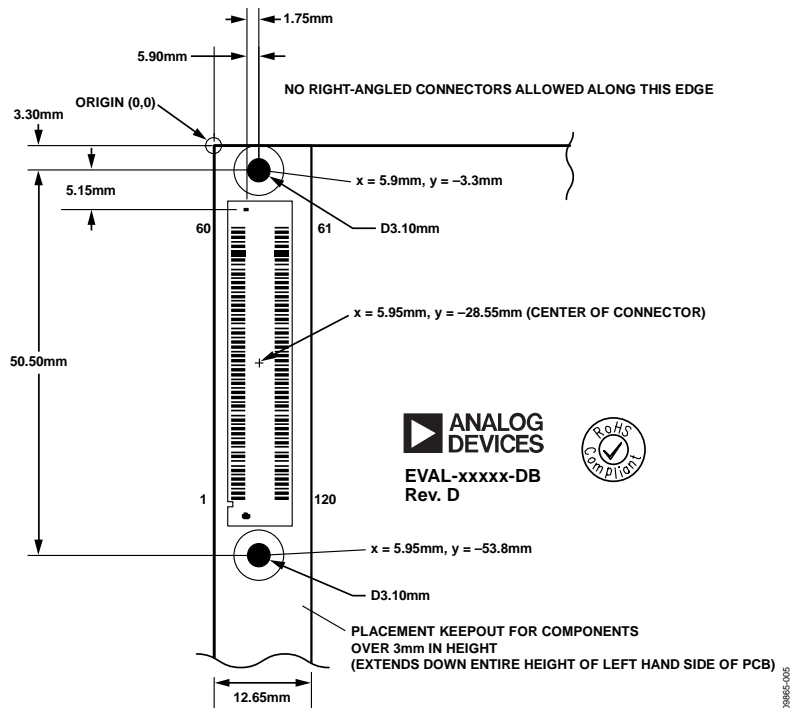 1.75mm
5.90mm
NO RIGHT-ANGLED CONNECTORS ALLOWED ALONG THIS EDGE
ORIGIN (0,0)
3.30mm
x = 5.9mm, y = –3.3mm
5.15mm
D3.10mm
60
61
x = 5.95mm, y = –28.55mm (CENTER OF CONNECTOR)
50.50mm
ANALOG
DEVICES
RoHS
Compliant
EVAL-xxxxx-DB
Rev. D
1
120
x = 5.95mm, y = –53.8mm
D3.10mm
PLACEMENT KEEPOUT FOR COMPONENTS
OVER 3mm IN HEIGHT
(EXTENDS DOWN ENTIRE HEIGHT OF LEFT HAND SIDE OF PCB)
12.65mm
09865-005